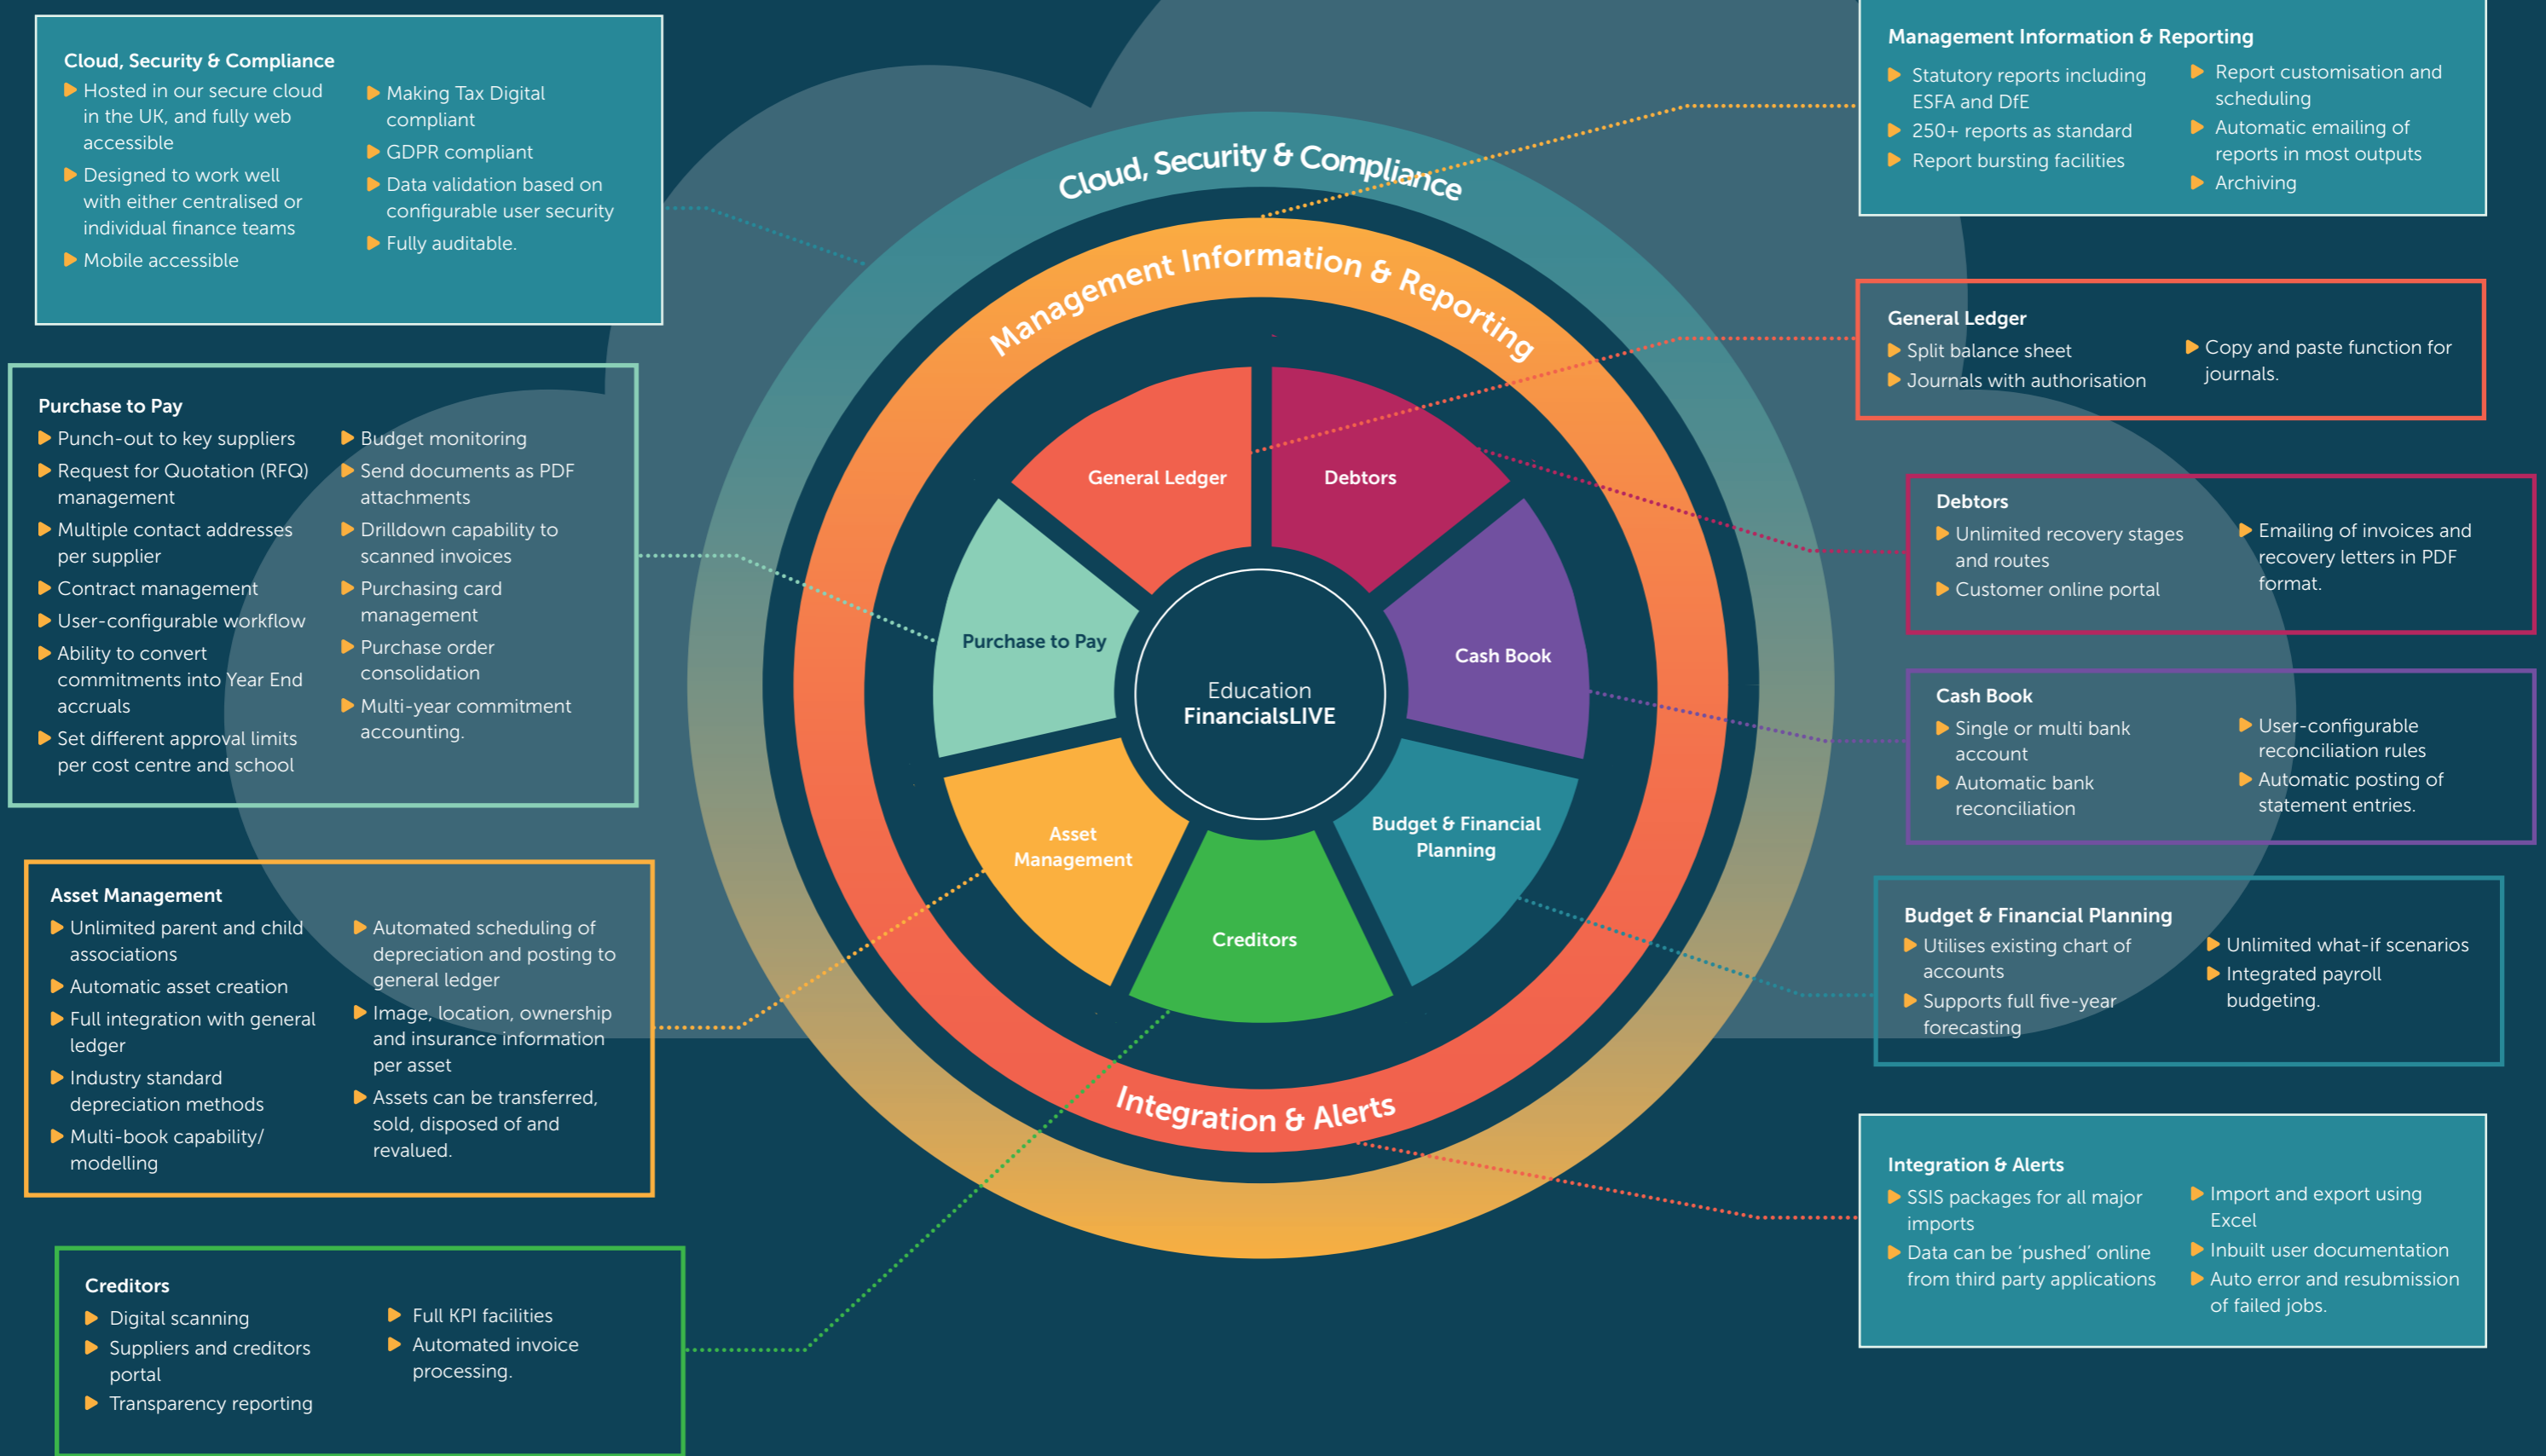 Cloud, Security & Compliance
Hosted in our secure cloud
in the UK, and fully web
accessible
Designed to work well
with either centralised or
individual finance teams
Mobile accessible
Making Tax Digital
compliant
GDPR compliant
Data validation based on
configurable user security
Fully auditable.
Purchase to Pay
Punch-out to key suppliers
Request for Quotation (RFQ)
management
Multiple contact addresses
per supplier
Contract management
User-configurable workflow
Ability to convert
commitments into Year End
accruals
Set different approval limits
per cost centre and school
Budget monitoring
Send documents as PDF
attachments
Drilldown capability to
scanned invoices
Purchasing card
management
Purchase order
consolidation
Multi-year commitment
accounting.
Asset Management
Unlimited parent and child
associations
Automatic asset creation
Full integration with general
ledger
Industry standard
depreciation methods
Multi-book capability/
modelling
Automated scheduling of
depreciation and posting to
general ledger
Image, location, ownership
and insurance information
per asset
Assets can be transferred,
sold, disposed of and
revalued.
Creditors
Digital scanning
Suppliers and creditors
portal
Transparency reporting
Full KPI facilities
Automated invoice
processing.
Cloud, Security & Compliance
Management Information & Reporting
General Ledger
Debtors
Purchase to Pay
Cash Book
Education
FinancialsLIVE
Asset
Management
Budget & Financial
Planning
Creditors
Integration & Alerts
Management Information & Reporting
Statutory reports including
ESFA and DfE
250+ reports as standard
Report bursting facilities
Report customisation and
scheduling
Automatic emailing of
reports in most outputs
Archiving
General Ledger
Split balance sheet
Journals with authorisation
Copy and paste function for
journals.
Debtors
Unlimited recovery stages
and routes
Customer online portal
Emailing of invoices and
recovery letters in PDF
format.
Cash Book
Single or multi bank
account
Automatic bank
reconciliation
User-configurable
reconciliation rules
Automatic posting of
statement entries.
Budget & Financial Planning
Utilises existing chart of
accounts
Supports full five-year
forecasting
Unlimited what-if scenarios
Integrated payroll
budgeting.
Integration & Alerts
SSIS packages for all major
imports
Data can be ‘pushed’ online
from third party applications
Import and export using
Excel
Inbuilt user documentation
Auto error and resubmission
of failed jobs.